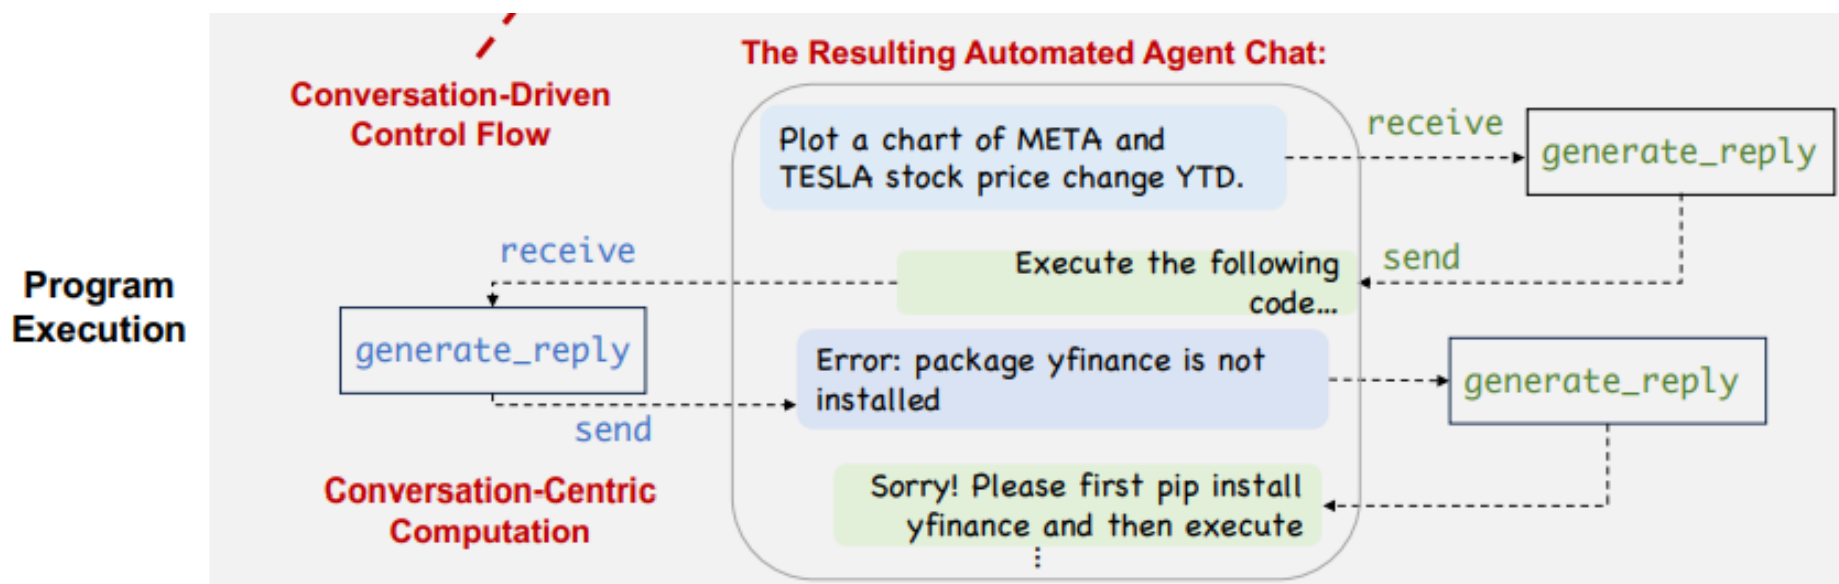 The Resulting Automated Agent Chat:
Conversation-Driven
Control Flow
Plot a chart of META and
TESLA stock price change YTD.
receive
generate_reply
send
Execute the following
code...
receive
Program
Execution
generate_reply
send
Error: package yfinance is not
installed
generate_reply
Conversation-Centric
Computation
Sorry! Please first pip install
yfinance and then execute
⋮